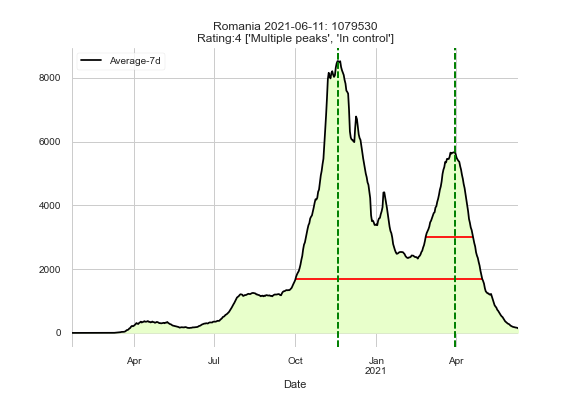 Romania 2021-06-11: 1079530
Rating:4 ['Multiple peaks', 'In control']
Average-7d
8000
6000
4000
2000
0
Apr
Jul
Oct
Jan
2021
Apr
Date